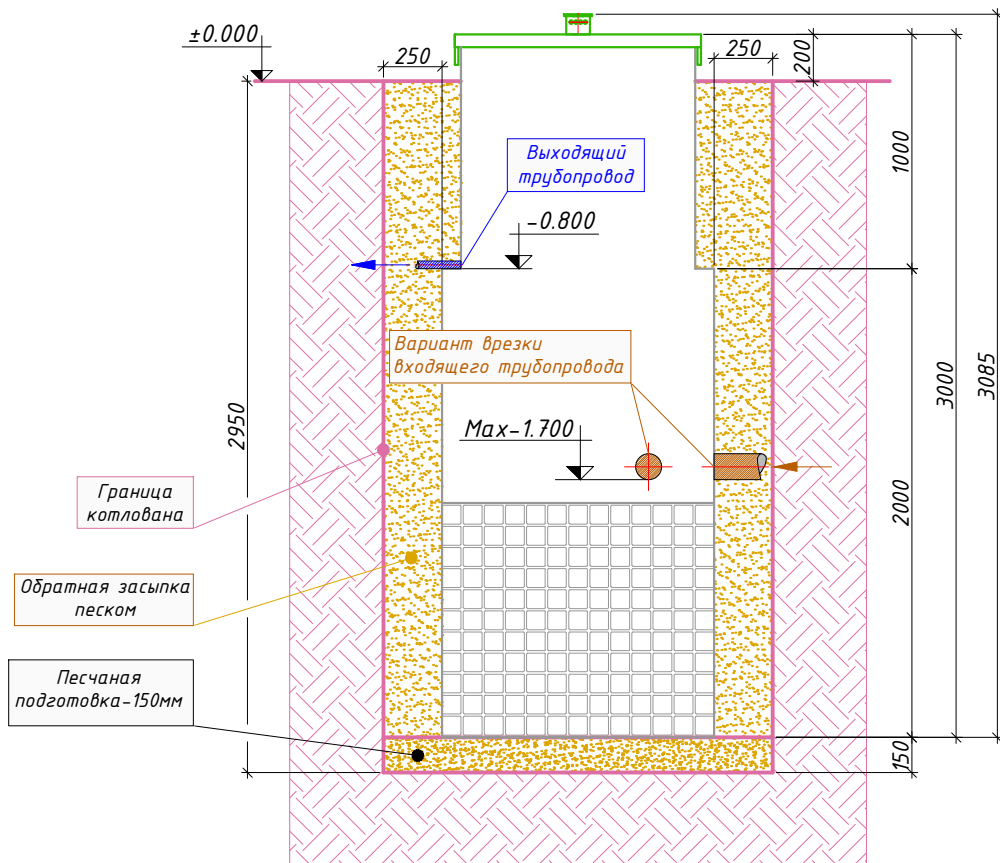 ±0.000
250
250
200
Выходящий
трубопровод
1000
-0.800
Вариант врезки
входящего трубопровода
3085
3000
2950
Max-1.700
Граница
котлована
2000
Обратная засыпка
песком
Песчаная
подготовка-150мм
150